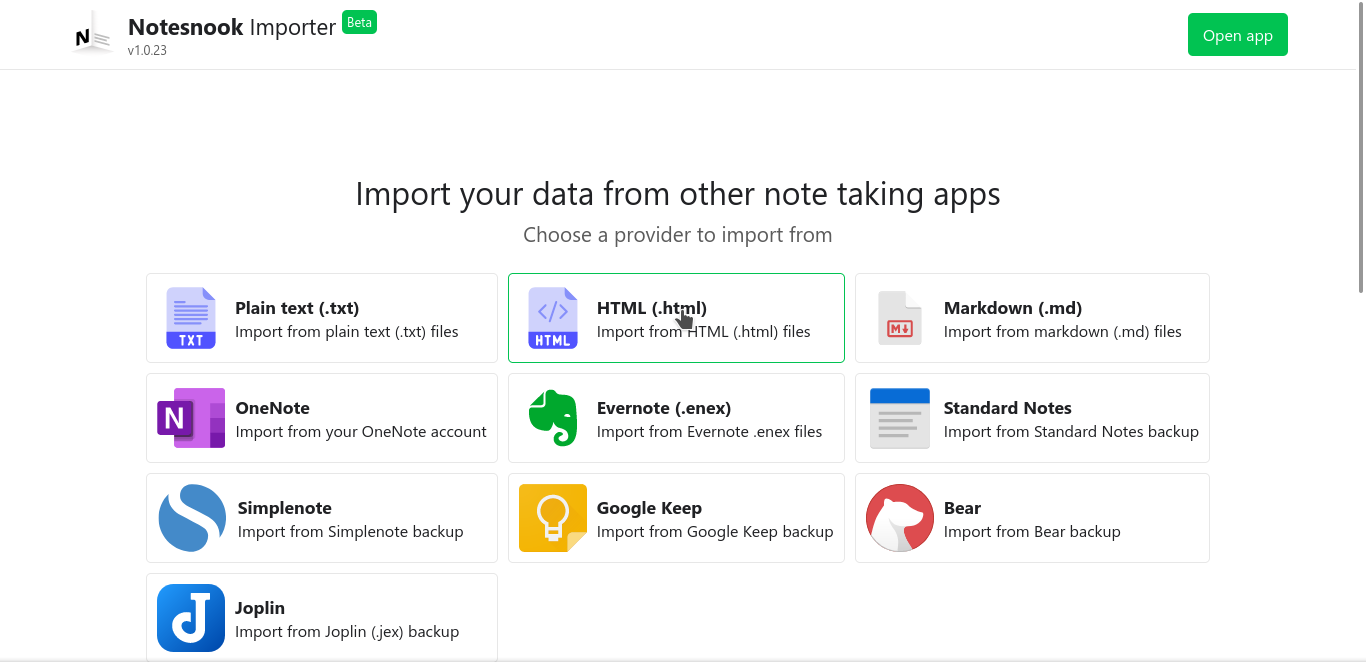 N
Notesnook Importer Beta
v1.0.23
Open app
Import your data from other note taking apps
Choose a provider to import from
TXT
Plain text (.txt)
Import from plain text (.txt) files
</>
HTML
HTML (.html)
Import from HTML (.html) files
M
Markdown (.md)
Import from markdown (.md) files
N
OneNote
Import from your OneNote account
Evernote (.enex)
Import from Evernote .enex files
Standard Notes
Import from Standard Notes backup
Simplenote
Import from Simplenote backup
Google Keep
Import from Google Keep backup
Bear
Import from Bear backup
J
Joplin
Import from Joplin (.jex) backup